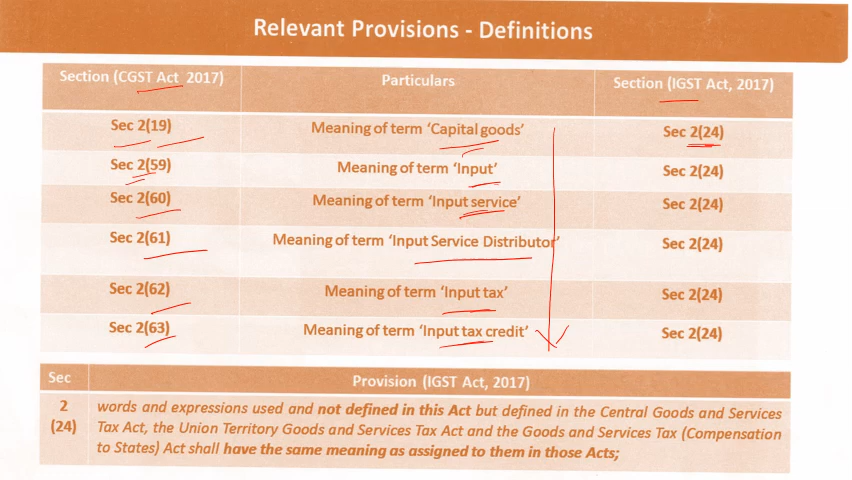 Relevant Provisions - Definitions
Section (CGST Act 2017) Particulars Section (IGST Act, 2017)
Sec 2(19) Meaning of term ‘Capital goods’ Sec 2(24)
Sec 2(59) Meaning of term ‘Input’ Sec 2(24)
Sec 2(60) Meaning of term ‘Input service’ Sec 2(24)
Sec 2(61) Meaning of term ‘Input Service Distributor’ Sec 2(24)
Sec 2(62) Meaning of term ‘Input tax’ Sec 2(24)
Sec 2(63) Meaning of term ‘Input tax credit’ Sec 2(24)
Sec Provision (IGST Act, 2017)
2 (24) words and expressions used and not defined in this Act but defined in the Central Goods and Services
Tax Act, the Union Territory Goods and Services Tax Act and the Goods and Services Tax (Compensation
to States) Act shall have the same meaning as assigned to them in those Acts;